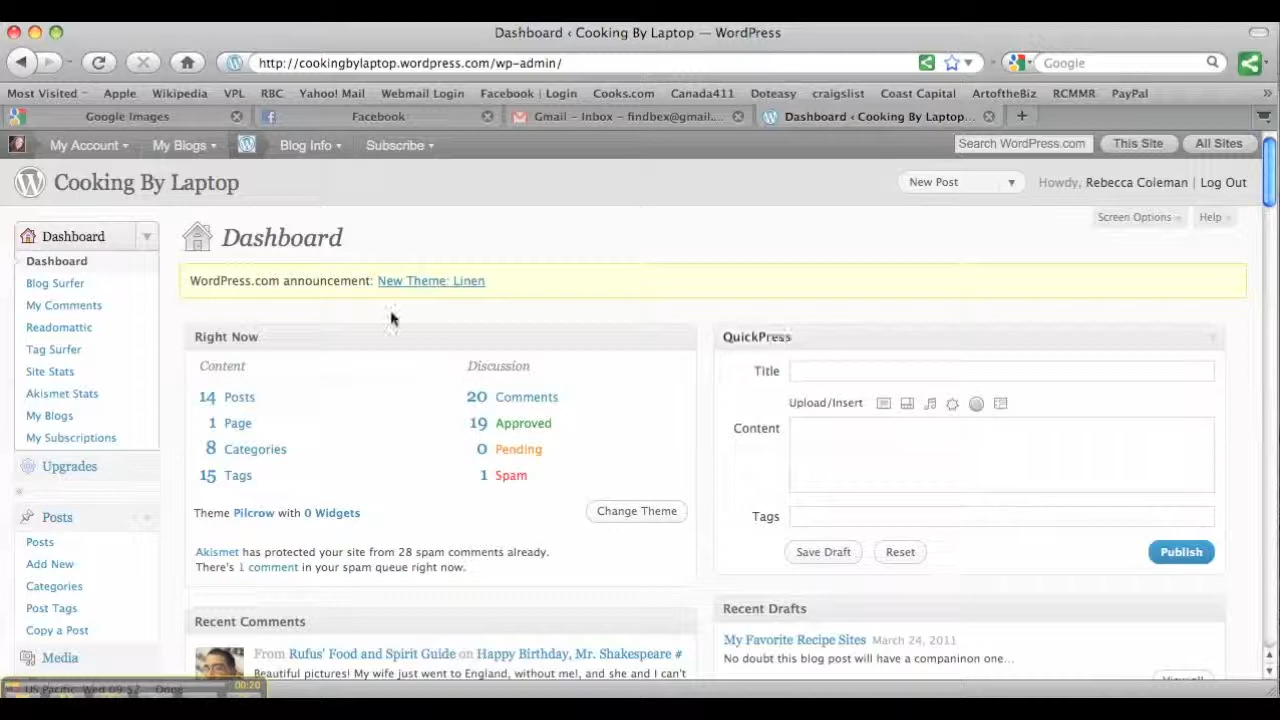 Dashboard ‹ Cooking By Laptop — WordPress
http://cookingbylaptop.wordpress.com/wp-admin/
Google
Most Visited Apple Wikipedia VPL RBC Yahoo! Mail Webmail Login Facebook | Login Cooks.com Canada411 Doteasy craigslist Coast Capital ArtoftheBiz RCMMR PayPal »
Google Images Facebook Gmail – Inbox – findbex@gmail.... Dashboard ‹ Cooking By Laptop...
My Account My Blogs Blog Info Subscribe Search WordPress.com This Site All Sites
Cooking By Laptop New Post Howdy, Rebecca Coleman | Log Out
Screen Options Help
Dashboard
Dashboard
Blog Surfer
My Comments
Readomattic
Tag Surfer
Site Stats
Akismet Stats
My Blogs
My Subscriptions
Upgrades
Posts
Posts
Add New
Categories
Post Tags
Copy a Post
Media
Dashboard
WordPress.com announcement: New Theme: Linen
Right Now
Content Discussion
14 Posts 20 Comments
1 Page 19 Approved
8 Categories 0 Pending
15 Tags 1 Spam
Theme Pilcrow with 0 Widgets Change Theme
Akismet has protected your site from 28 spam comments already.
There's 1 comment in your spam queue right now.
Recent Comments
From Rufus' Food and Spirit Guide on Happy Birthday, Mr. Shakespeare #
Beautiful pictures! My wife just went to England, without me!, and she and I can't
QuickPress
Title
Upload/Insert
Content
Tags
Save Draft Reset Publish
Recent Drafts
My Favorite Recipe Sites March 24, 2011
No doubt this blog post will have a companinon one...
View all
US Pacific: Wed 09:57 Done 00:20